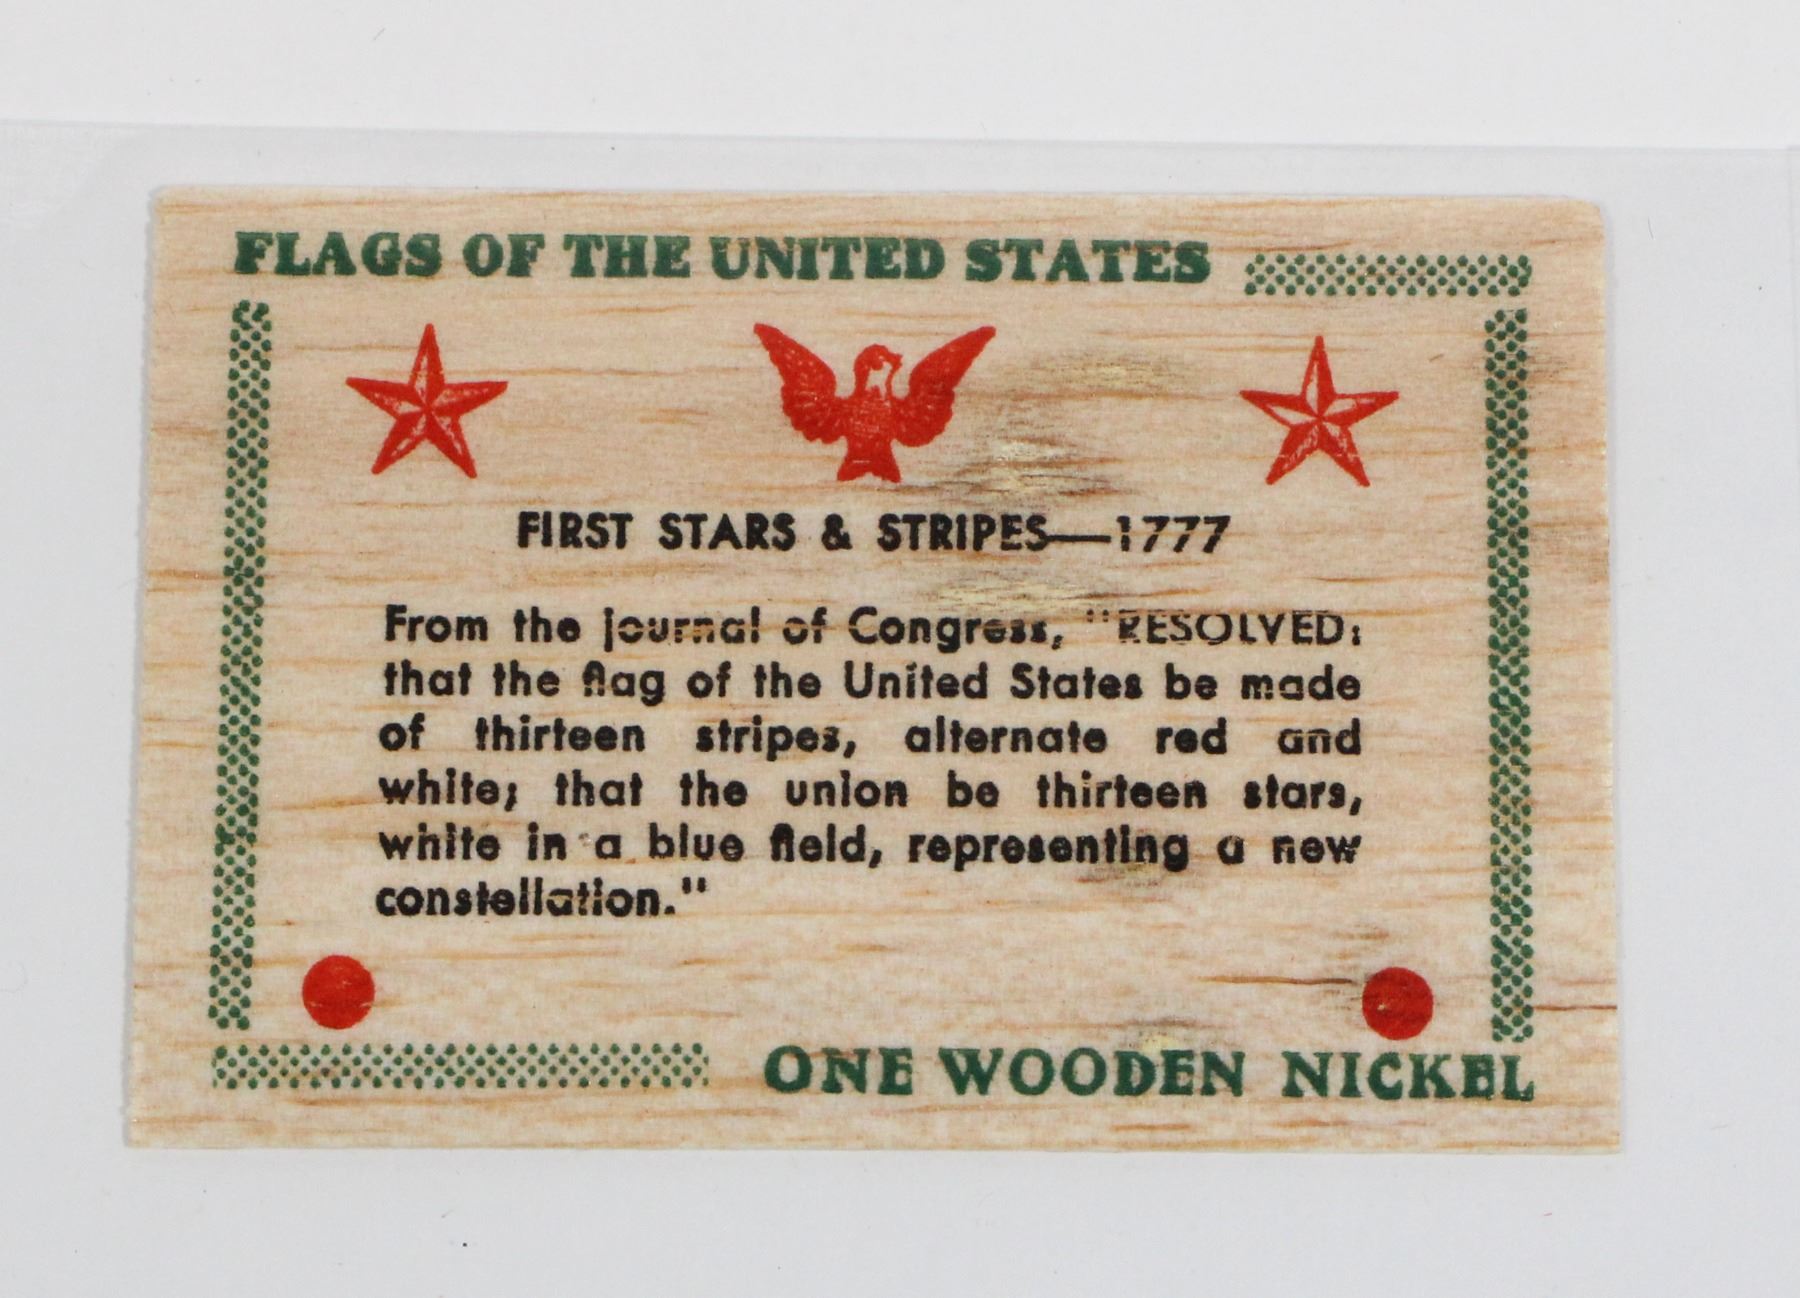 FLAGS OF THE UNITED STATES
FIRST STARS & STRIPES—1777
From the journal of Congress, "RESOLVED:
that the flag of the United States be made
of thirteen stripes, alternate red and
white; that the union be thirteen stars,
white in a blue field, representing a new
constellation."
ONE WOODEN NICKEL